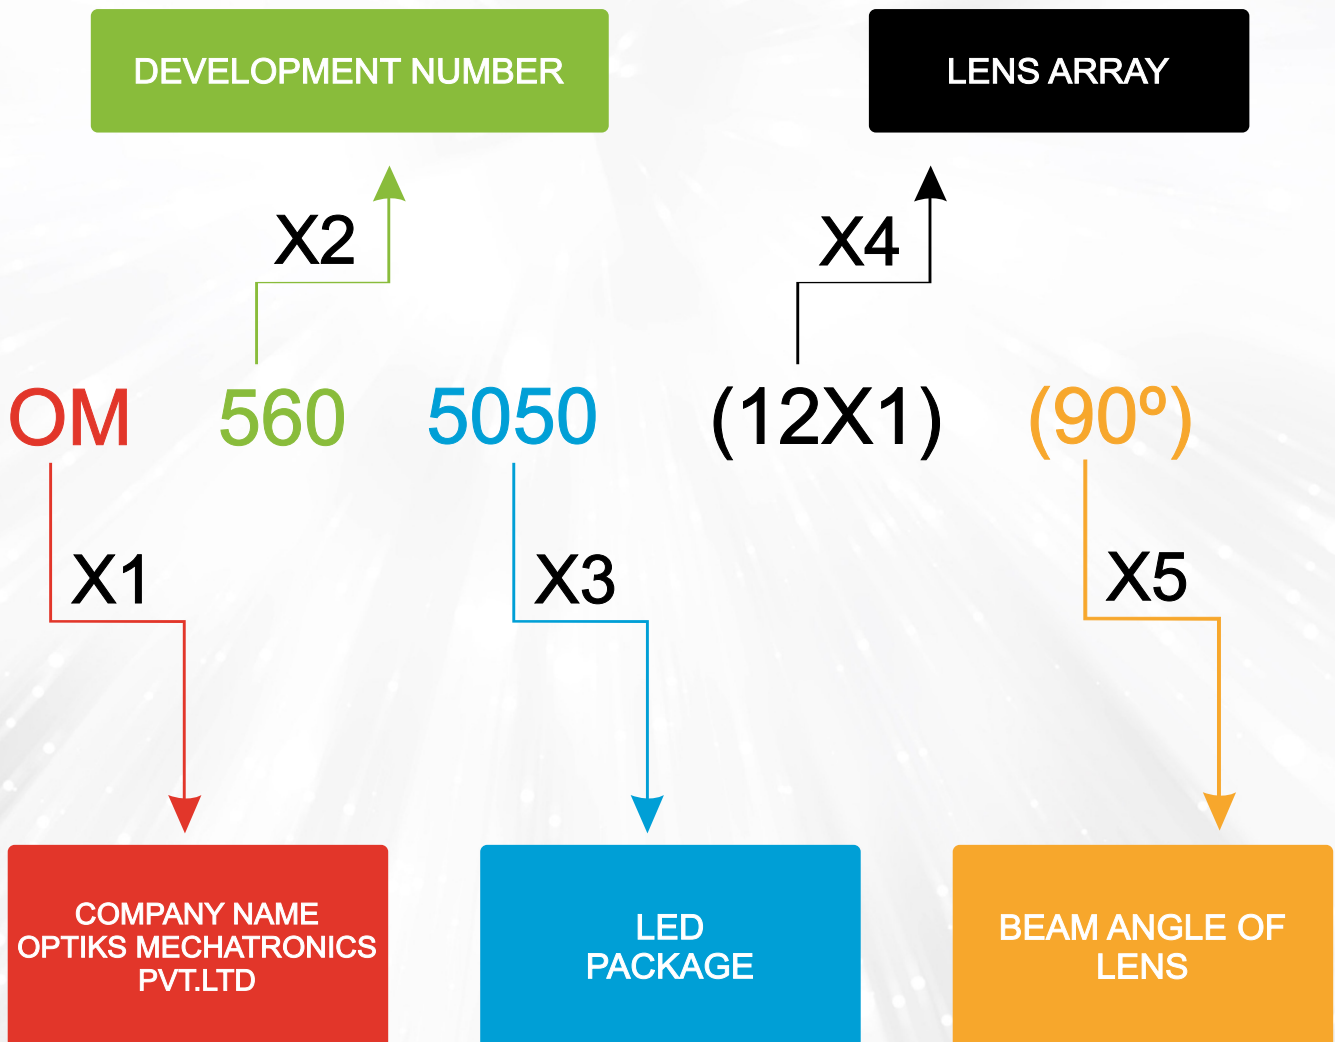 DEVELOPMENT NUMBER
LENS ARRAY
X2
X4
OM 560 5050 (12X1) (90º)
X1
X3
X5
COMPANY NAME
OPTIKS MECHATRONICS
PVT.LTD
LED
PACKAGE
BEAM ANGLE OF
LENS